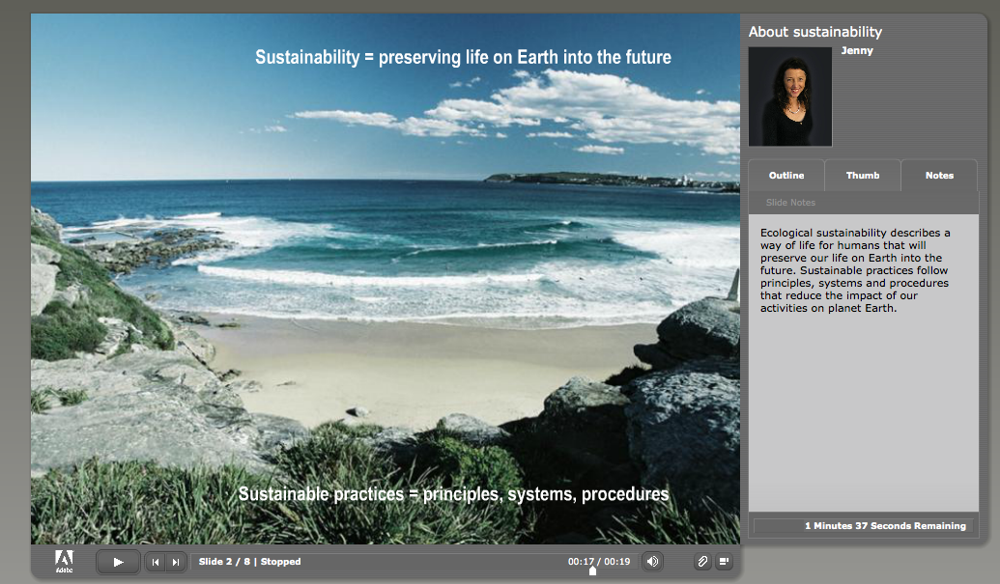 Sustainability = preserving life on Earth into the future
Sustainable practices = principles, systems, procedures
About sustainability
Jenny
Outline
Thumb
Notes
Slide Notes
Ecological sustainability describes a
way of life for humans that will
preserve our life on Earth into the
future. Sustainable practices follow
principles, systems and procedures
that reduce the impact of our
activities on planet Earth.
1 Minutes 37 Seconds Remaining
Adobe
Slide 2 / 8 | Stopped
00:17 / 00:19